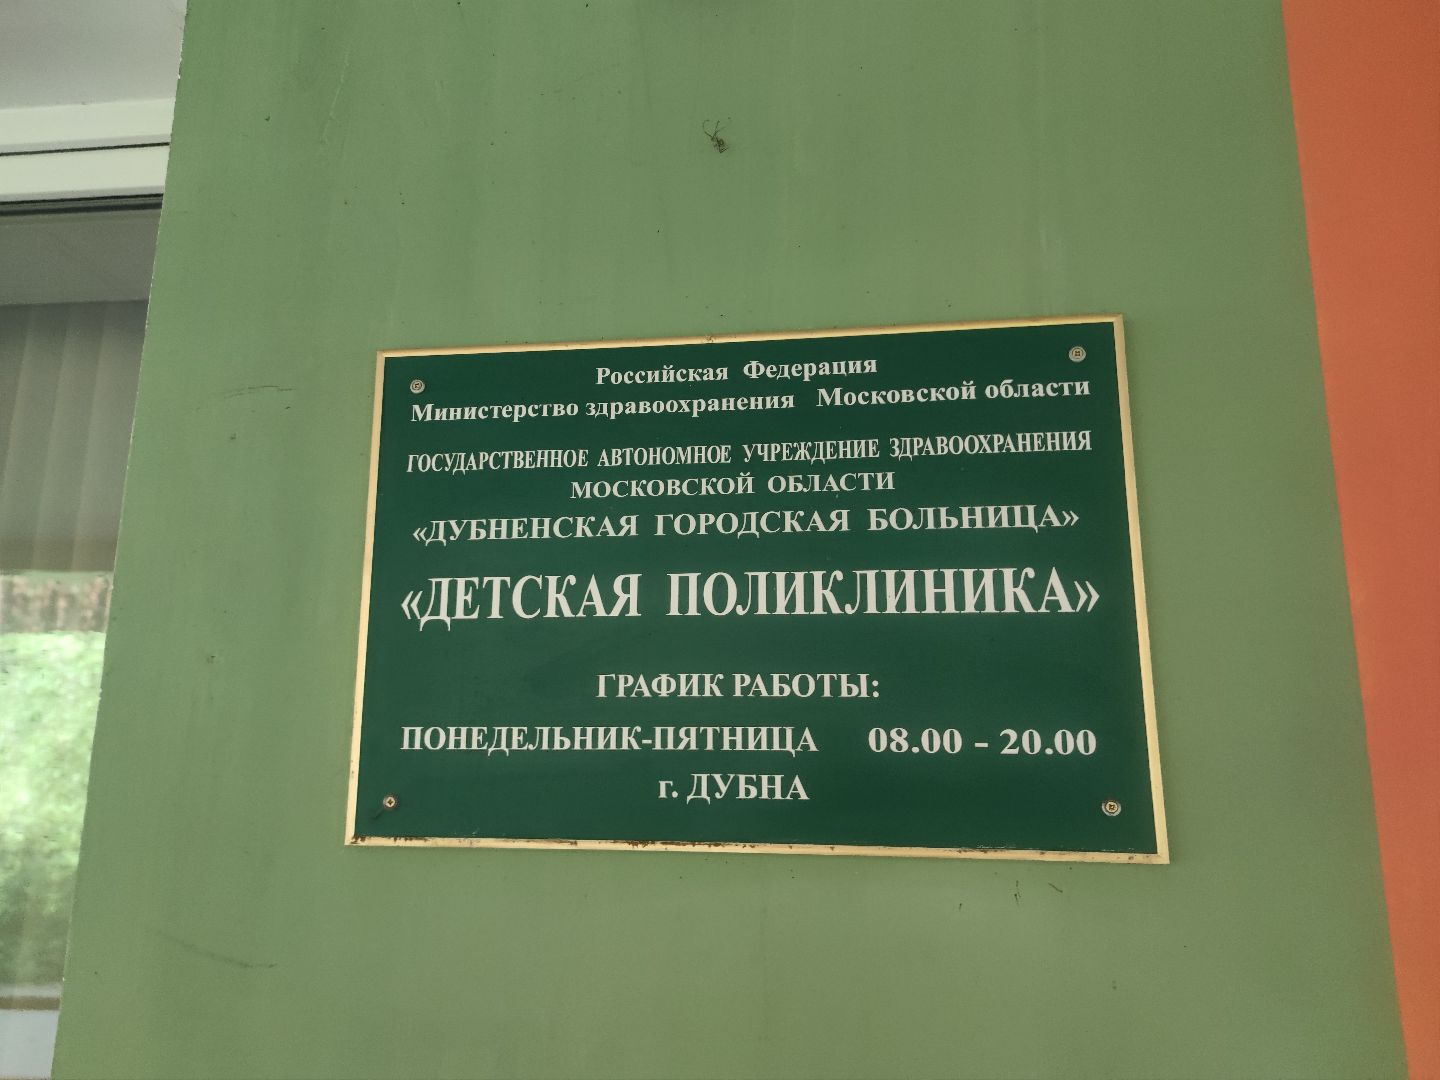 Российская Федерация
Министерство здравоохранения Московской области
ГОСУДАРСТВЕННОЕ АВТОНОМНОЕ УЧРЕЖДЕНИЕ ЗДРАВООХРАНЕНИЯ
МОСКОВСКОЙ ОБЛАСТИ
«ДУБНЕНСКАЯ ГОРОДСКАЯ БОЛЬНИЦА»
«ДЕТСКАЯ ПОЛИКЛИНИКА»
ГРАФИК РАБОТЫ:
ПОНЕДЕЛЬНИК-ПЯТНИЦА 08.00 - 20.00
г. ДУБНА